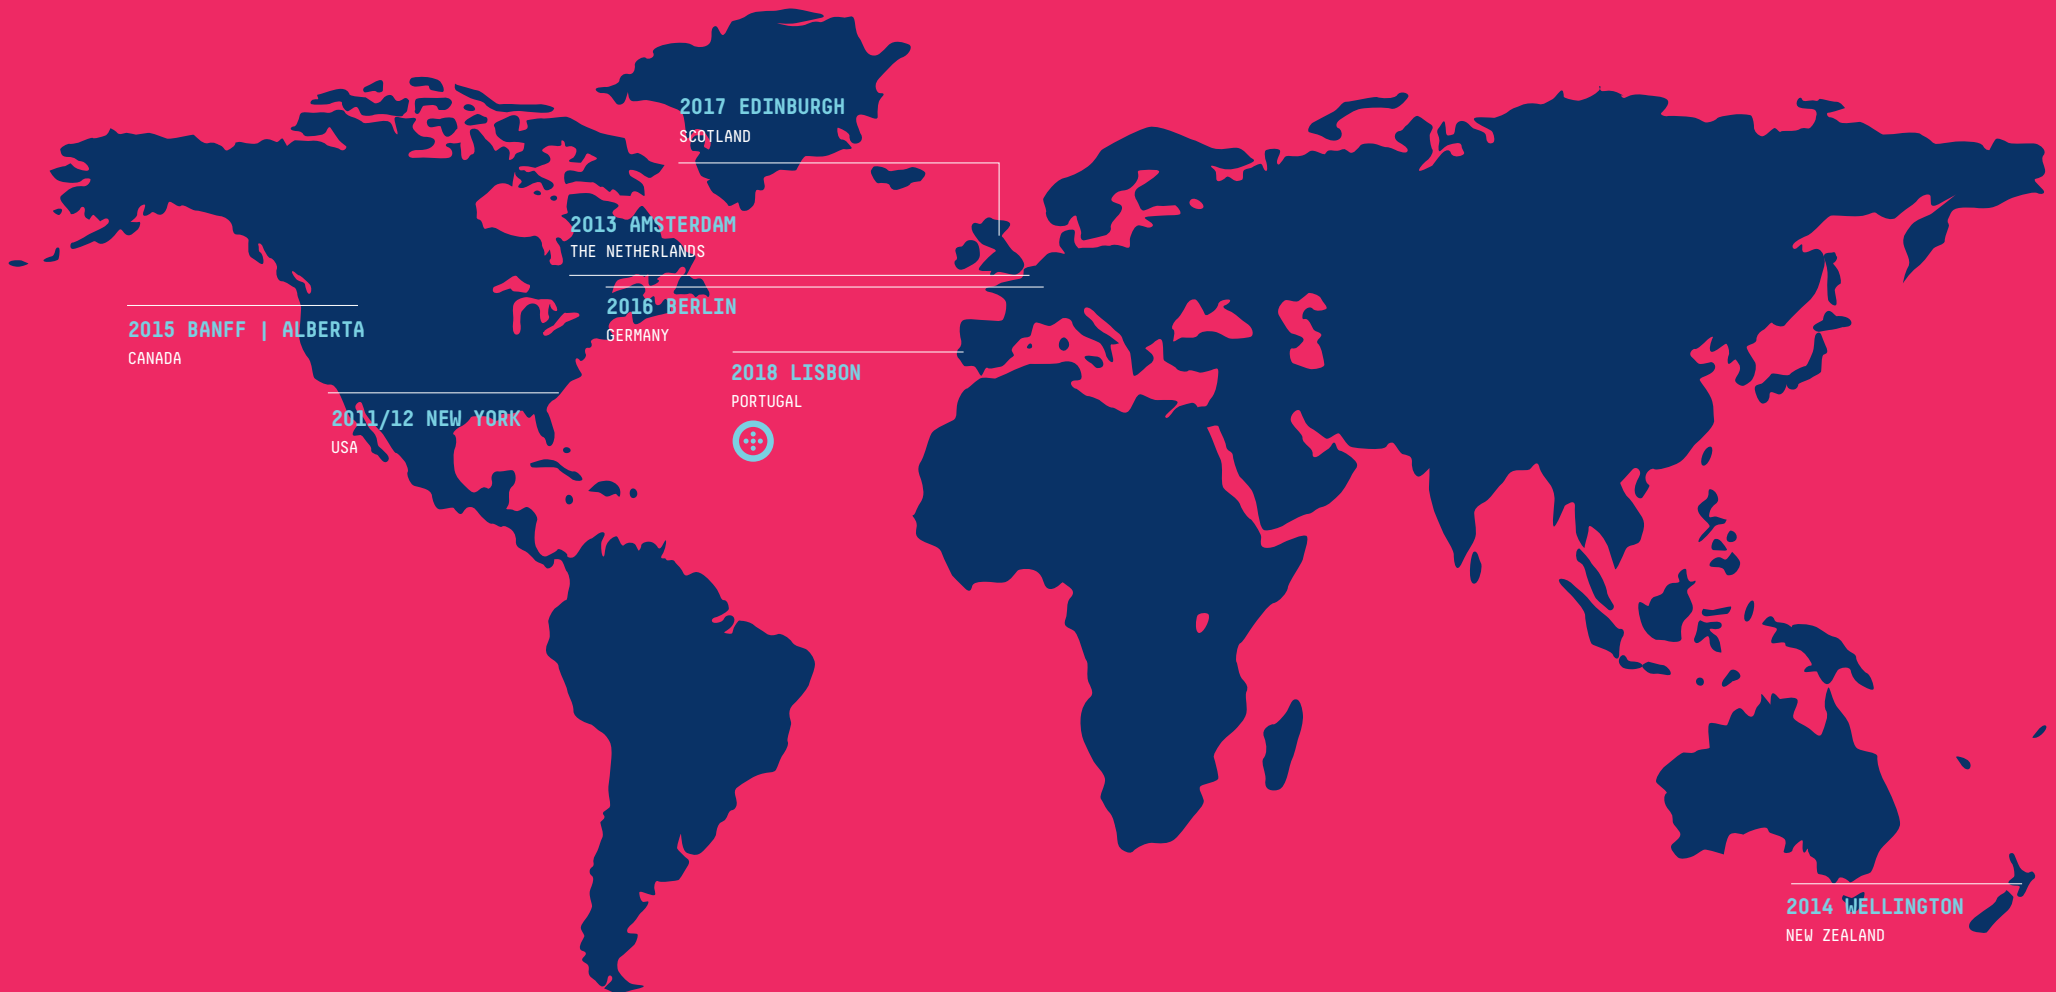 2017 EDINBURGH
SCOTLAND
2013 AMSTERDAM
THE NETHERLANDS
2016 BERLIN
GERMANY
2015 BANFF | ALBERTA
CANADA
2018 LISBON
PORTUGAL
2011/12 NEW YORK
USA
2014 WELLINGTON
NEW ZEALAND